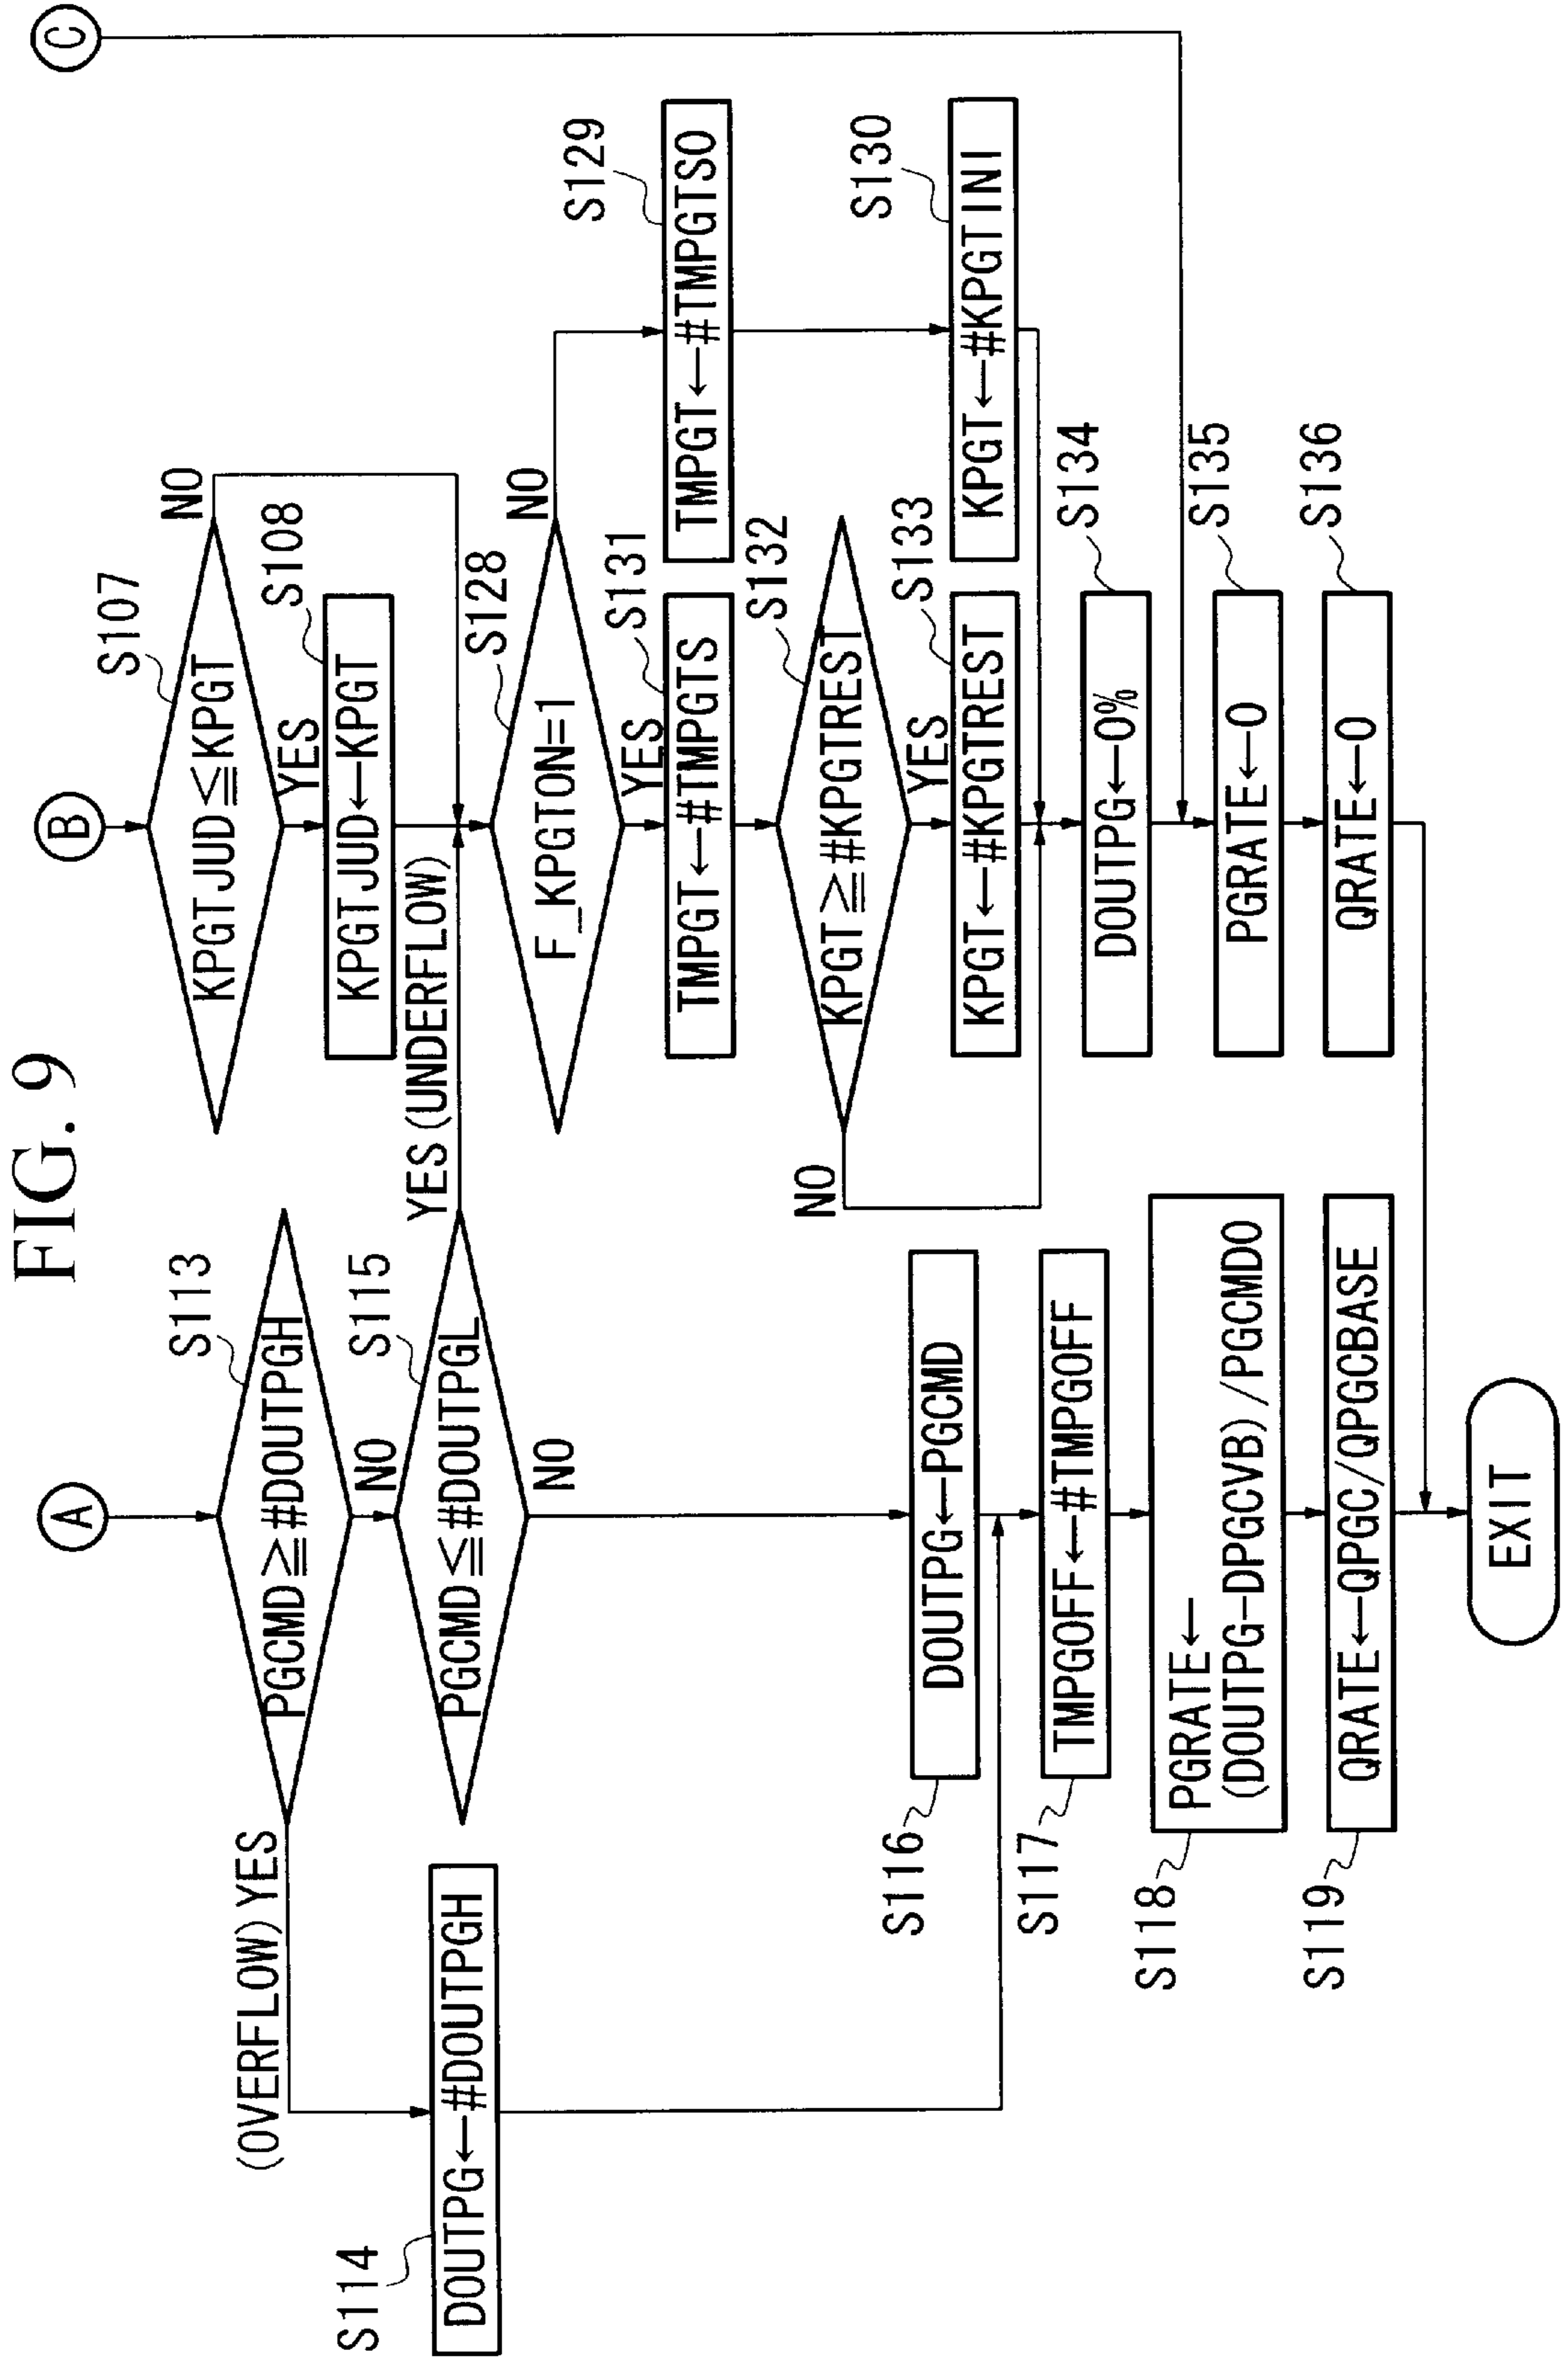 FIG. 9
A
S113
PGCMD≧#DOUTPGH
(OVERFLOW) YES
NO
S114
DOUTPG←#DOUTPGH
S115
PGCMD≦#DOUTPGL
YES (UNDERFLOW)
NO
S116
DOUTPG←PGCMD
S117
TMPGOFF←#TMPGOFF
S118
PGRATE←
(DOUTPG-DPGCVB)/PGCMD0
S119
QRATE←QPGC/QPGCBASE
EXIT
B
S107
KPGTJUD≦KPGT
NO
YES
S108
KPGTJUD←KPGT
S128
F_KPGTON=1
NO
YES
S129
TMPGT←#TMPGTS0
S130
KPGT←#KPGTINI
S131
TMPGT←#TMPGTS
S132
KPGT≧#KPGTREST
NO
YES
S133
KPGT←#KPGTREST
S134
DOUTPG←0%
S135
PGRATE←0
S136
QRATE←0
C